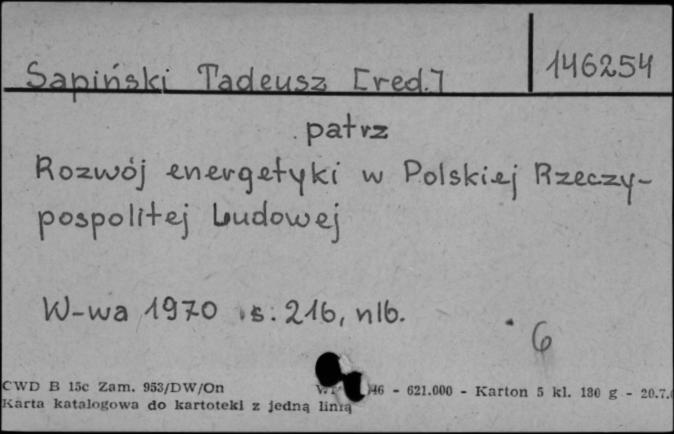 Sapiński Tadeusz [red.]
146254
patrz
Rozwój energetyki w Polskiej Rzeczy-
pospolitej Ludowej
W-wa 1970 s. 216, nlb.
6
CWD B 15c Zam. 953/DW/On 46 - 621.000 - Karton 5 kl. 180 g - 20.7.
Karta katalogowa do kartoteki z jedną linią